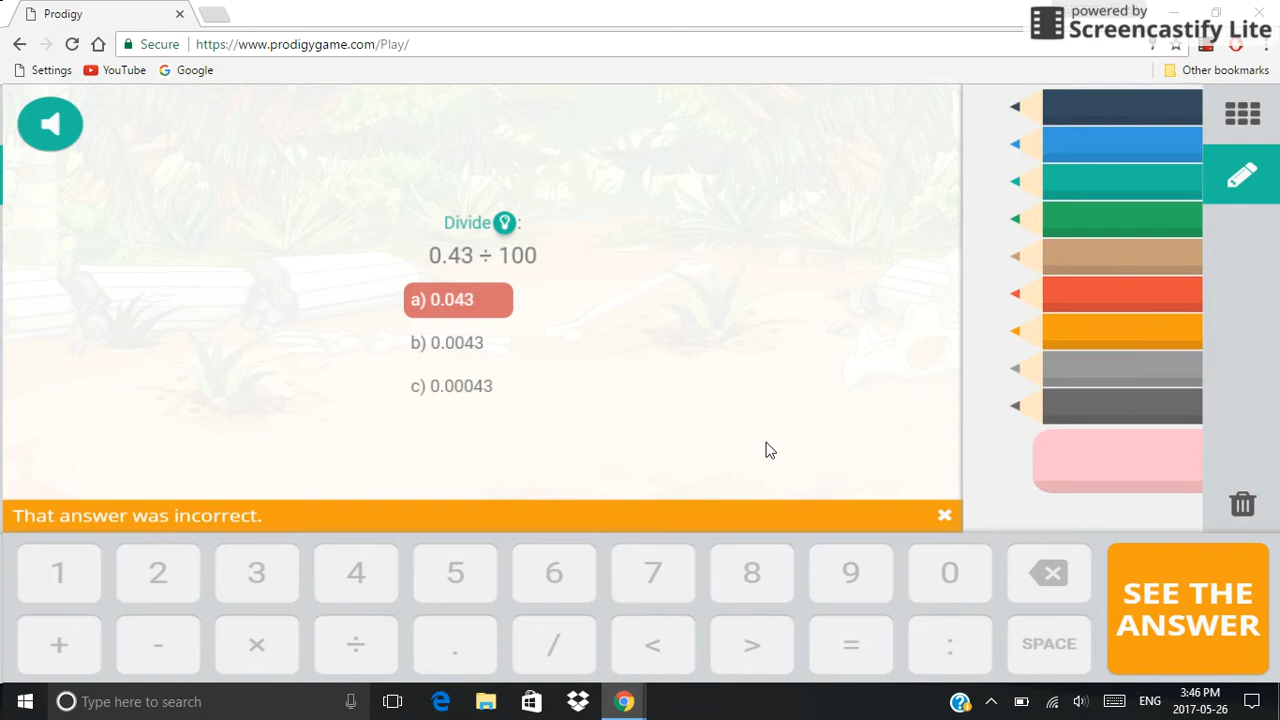 powered by
Screencastify Lite
Prodigy
Secure
https://www.prodigygame.com/Play/
Settings
YouTube
Google
Other bookmarks
Divide :
0.43 ÷ 100
a) 0.043
b) 0.0043
c) 0.00043
That answer was incorrect.
1 2 3 4 5 6 7 8 9 0
+ - × ÷ . / < > = : SPACE
SEE THE
ANSWER
Type here to search
ENG
3:46 PM
2017-05-26